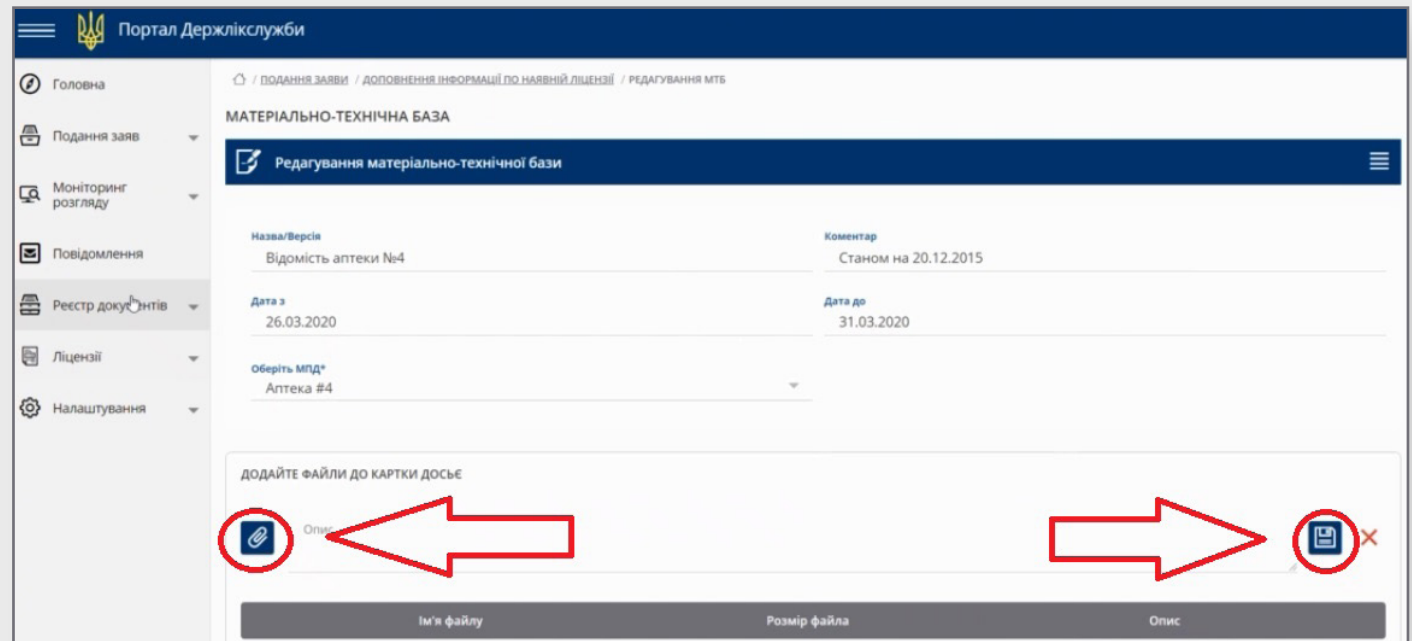 Портал Держлікслужби
Головна
Подання заяв
Моніторинг
розгляду
Повідомлення
Реєстр документів
Ліцензії
Налаштування
/ ПОДАННЯ ЗАЯВИ / ДОПОВНЕННЯ ІНФОРМАЦІЇ ПО НАЯВНІЙ ЛІЦЕНЗІЇ / РЕДАГУВАННЯ МТБ
МАТЕРІАЛЬНО-ТЕХНІЧНА БАЗА
Редагування матеріально-технічної бази
Назва/Версія
Відомість аптеки №4
Коментар
Станом на 20.12.2015
Дата з
26.03.2020
Дата до
31.03.2020
Оберіть МПД*
Аптека #4
ДОДАЙТЕ ФАЙЛИ ДО КАРТКИ ДОСЬЄ
Опис
Ім'я файлу Розмір файла Опис